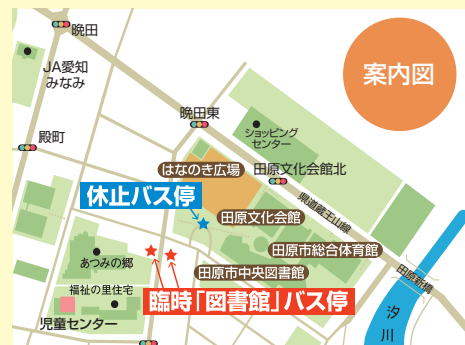 晩田
JA愛知
みなみ
案内図
晩田東
殿町
ショッピング
センター
田原文化会館北
はなのき広場
県道蔵王山線
休止バス停
田原文化会館
田原市総合体育館
あつみの郷
田原市中央図書館
田原新橋
福祉の里住宅
臨時「図書館」バス停
児童センター
汐
川